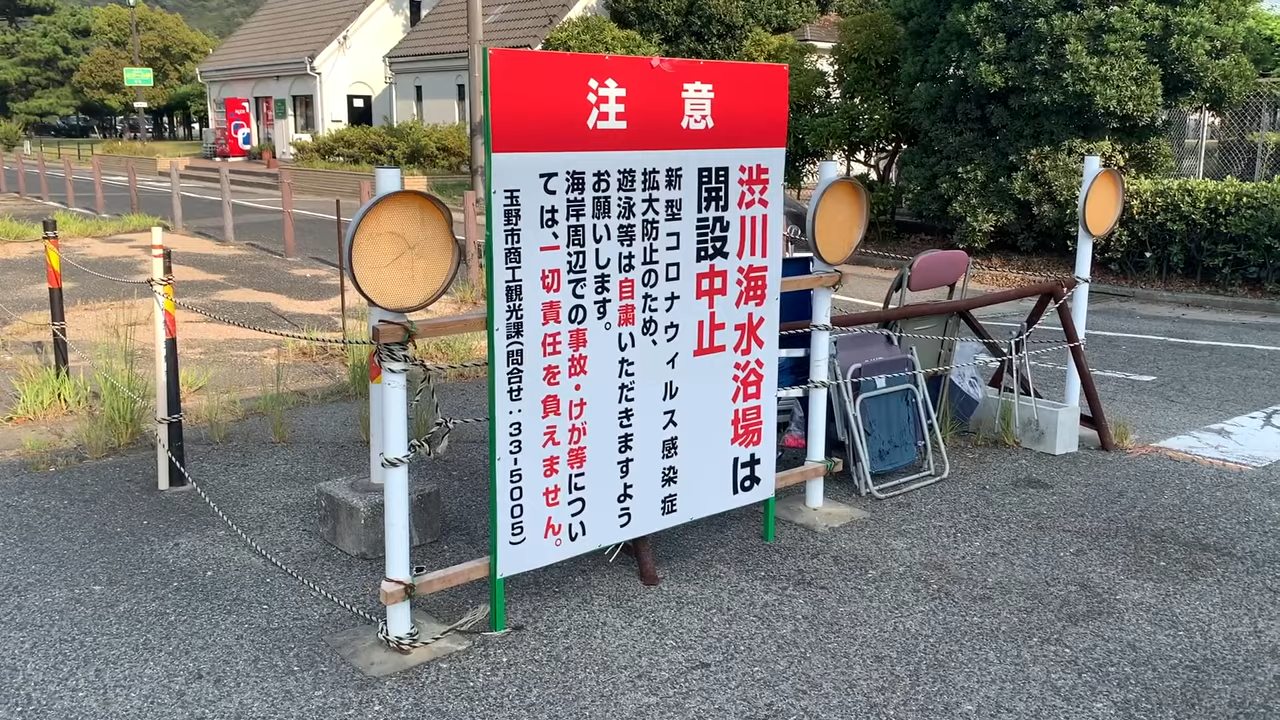 注意
渋川海水浴場は
開設中止
新型コロナウィルス感染症
拡大防止のため、
遊泳等は自粛いただきますよう
お願いします。
海岸周辺での事故・けが等につい
ては、一切責任を負えません。
玉野市商工観光課(問合せ:33-5005)